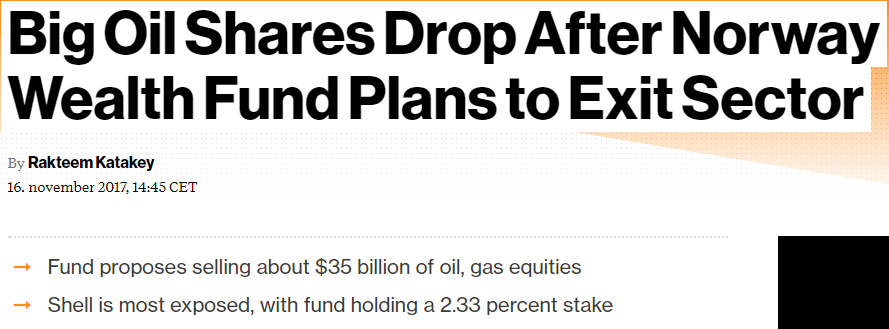 Big Oil Shares Drop After Norway
Wealth Fund Plans to Exit Sector
By Rakteem Katakey
16. november 2017, 14:45 CET
→ Fund proposes selling about $35 billion of oil, gas equities
→ Shell is most exposed, with fund holding a 2.33 percent stake